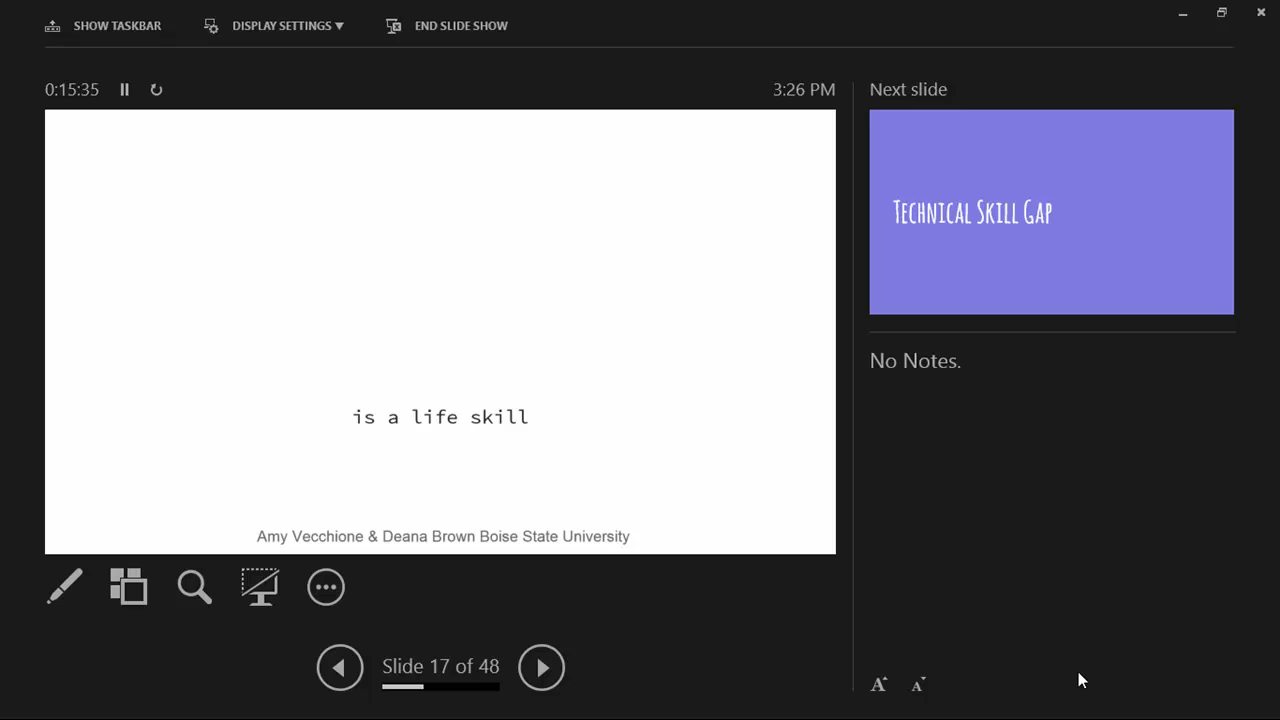 SHOW TASKBAR DISPLAY SETTINGS ▼ END SLIDE SHOW
0:15:35 3:26 PM
is a life skill
Amy Vecchione & Deana Brown Boise State University
Slide 17 of 48
Next slide
TECHNICAL SKILL GAP
No Notes.
A A